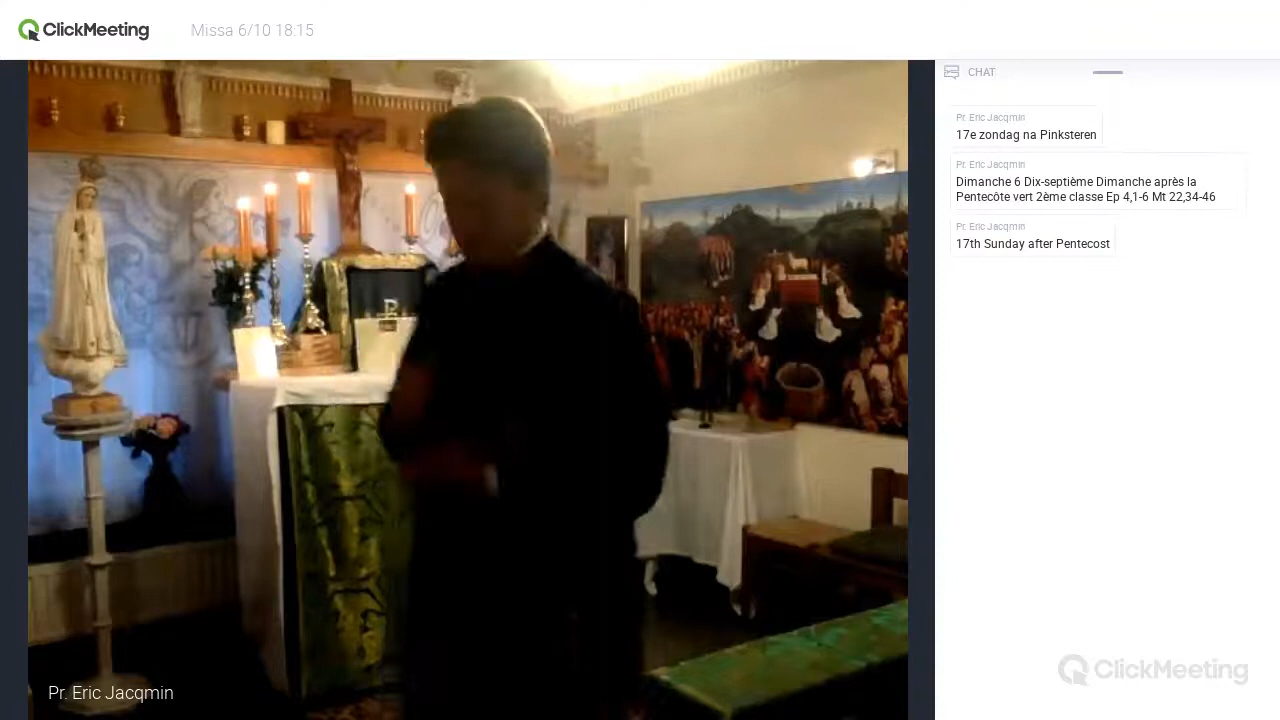 ClickMeeting
Missa 6/10 18:15
CHAT
Pr. Eric Jacqmin
17e zondag na Pinksteren
Pr. Eric Jacqmin
Dimanche 6 Dix-septième Dimanche après la
Pentecôte vert 2ème classe Ep 4,1-6 Mt 22,34-46
Pr. Eric Jacqmin
17th Sunday after Pentecost
Pr. Eric Jacqmin
ClickMeeting